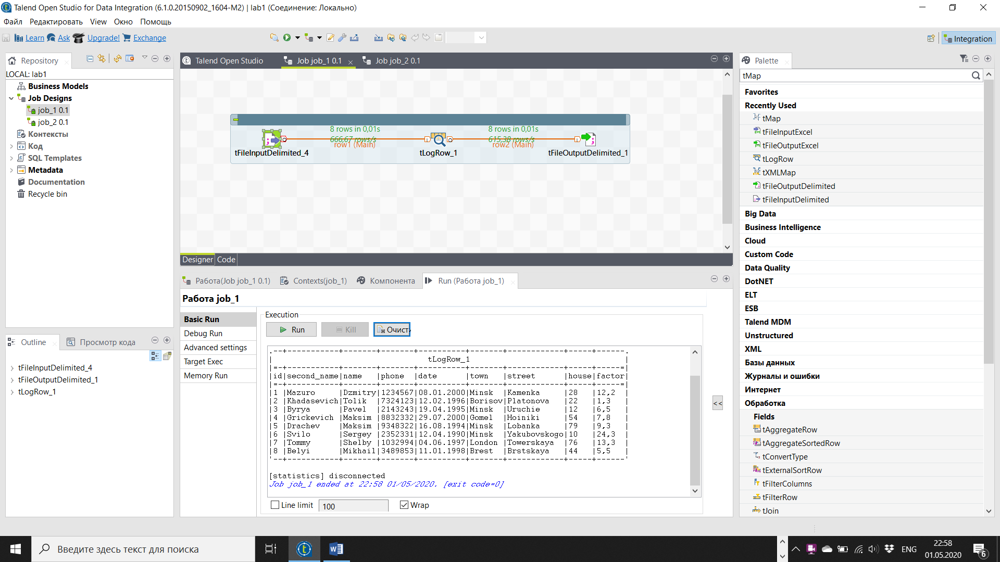 Talend Open Studio for Data Integration (6.1.0.20150902_1604-M2) | lab1 (Соединение: Локально)
Файл Редактировать View Окно Помощь
Learn Ask Upgrade! Exchange
Integration
Repository
LOCAL: lab1
Business Models
Job Designs
job_1 0.1
job_2 0.1
Контексты
Код
SQL Templates
Metadata
Documentation
Recycle bin
Outline Просмотр кода
tFileInputDelimited_4
tFileOutputDelimited_1
tLogRow_1
Talend Open Studio Job job_1 0.1 Job job_2 0.1
8 rows in 0,01s 8 rows in 0,01s
666,67 rows/s 615,38 rows/s
row1 (Main) row2 (Main)
tFileInputDelimited_4 tLogRow_1 tFileOutputDelimited_1
Designer Code
Работа(Job job_1 0.1) Contexts(job_1) Компонента Run (Работа job_1)
Работа job_1
Basic Run
Debug Run
Advanced settings
Target Exec
Memory Run
Execution
Run Kill Очист
.--+-----------+-------+-------+----------+-------+------------+-----+------.
| tLogRow_1 |
|=-+-----------+-------+-------+----------+-------+------------+-----+-----=|
|id|second_name|name |phone |date |town |street |house|factor|
|=-+-----------+-------+-------+----------+-------+------------+-----+-----=|
|1 |Mazuro |Dzmitry|1234567|08.01.2000|Minsk |Kamenka |28 |12,2 |
|2 |Khadasevich|Tolik |7324123|12.02.1996|Borisov|Platonova |22 |1,3 |
|3 |Byrya |Pavel |2143243|19.04.1995|Minsk |Uruchie |12 |6,5 |
|4 |Grickevich |Maksim |8832332|29.07.2000|Gomel |Hoiniki |54 |7,8 |
|5 |Drachev |Maksim |9348322|16.08.1994|Minsk |Lobanka |79 |9,3 |
|6 |Svilo |Sergey |2352331|12.04.1990|Minsk |Yakubovskogo|10 |24,3 |
|7 |Tommy |Shelby |1032994|04.06.1997|London |Towerskaya |76 |13,3 |
|8 |Belyi |Mikhail|3489853|11.01.1998|Brest |Brstskaya |44 |5,5 |
'--+-----------+-------+-------+----------+-------+------------+-----+------'
[statistics] disconnected
Job job_1 ended at 22:58 01/05/2020. [exit code=0]
Line limit 100 Wrap
<<
Palette
tMap
Favorites
Recently Used
tMap
tFileInputExcel
tFileOutputExcel
tLogRow
tXMLMap
tFileOutputDelimited
tFileInputDelimited
Big Data
Business Intelligence
Cloud
Custom Code
Data Quality
DotNET
ELT
ESB
Talend MDM
Unstructured
XML
Базы данных
Журналы и ошибки
Интернет
Обработка
Fields
tAggregateRow
tAggregateSortedRow
tConvertType
tExternalSortRow
tFilterColumns
tFilterRow
tJoin
Введите здесь текст для поиска
ENG
22:58
01.05.2020
6